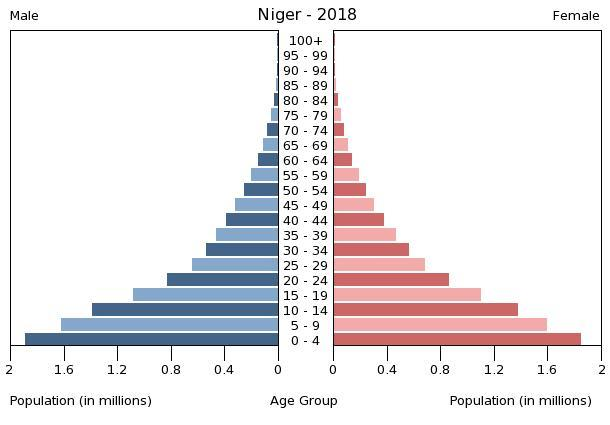 Male Niger - 2018 Female
100+
95 - 99
90 - 94
85 - 89
80 - 84
75 - 79
70 - 74
65 - 69
60 - 64
55 - 59
50 - 54
45 - 49
40 - 44
35 - 39
30 - 34
25 - 29
20 - 24
15 - 19
10 - 14
5 - 9
0 - 4
2 1.6 1.2 0.8 0.4 0 0 0.4 0.8 1.2 1.6 2
Population (in millions) Age Group Population (in millions)